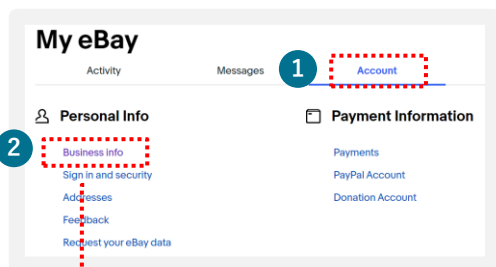 My eBay
Activity Messages 1 Account
Personal Info
2 Business info
Sign in and security
Addresses
Feedback
Request your eBay data
Payment Information
Payments
PayPal Account
Donation Account